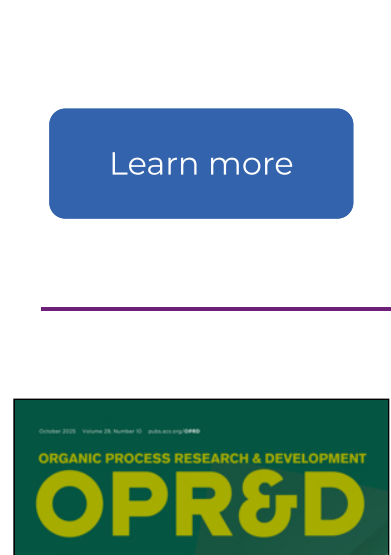 Learn more
October 2025 Volume 29, Number 10 pubs.acs.org/OPRD
ORGANIC PROCESS RESEARCH & DEVELOPMENT
OPR&D